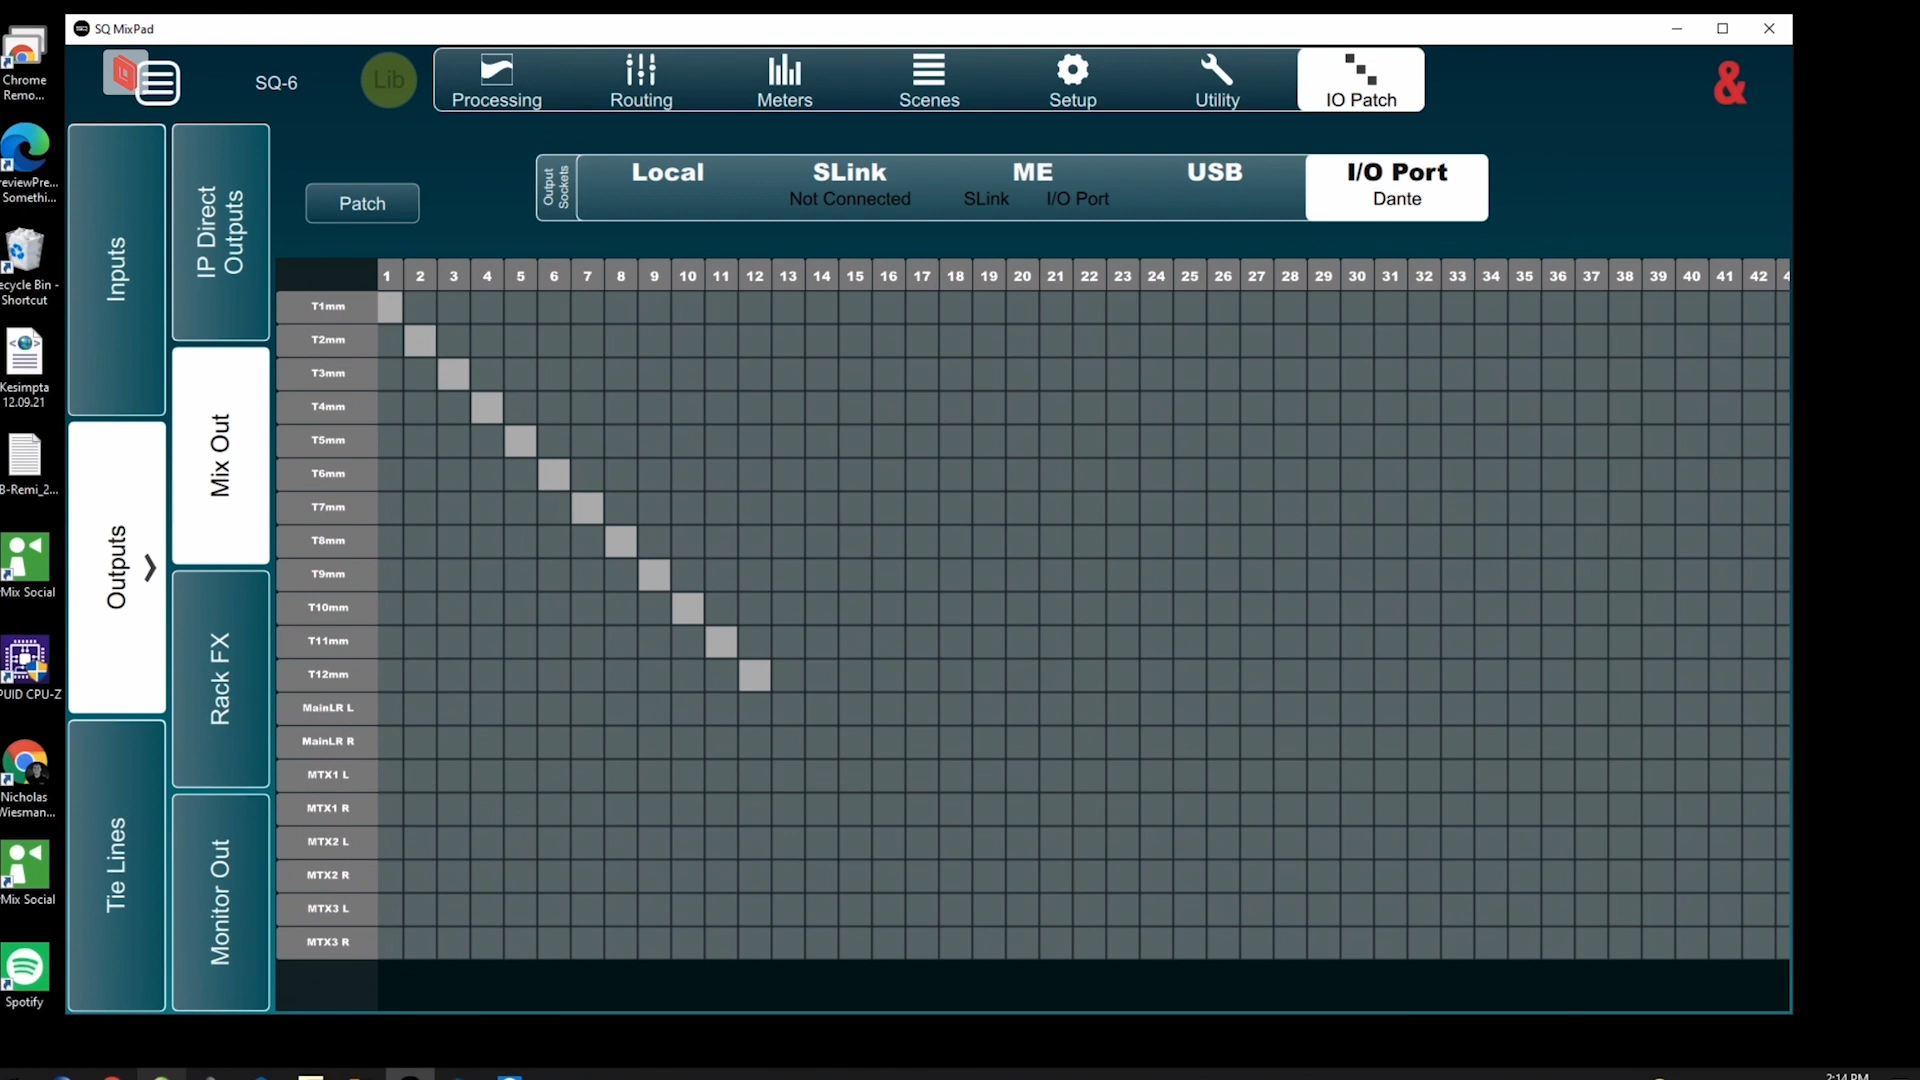 SQ MixPad
SQ-6
Lib
Processing
Routing
Meters
Scenes
Setup
Utility
IO Patch
&
Chrome
Remo...
reviewPre...
Somethi...
ecycle Bin -
Shortcut
Kesimpta
12.09.21
B-Remi_2...
Mix Social
PUID CPU-Z
Nicholas
Wiesman...
Mix Social
Spotify
Inputs
Outputs
Tie Lines
IP Direct
Outputs
Mix Out
Rack FX
Monitor Out
Patch
Output
Sockets
Local
SLink
Not Connected
ME
SLink I/O Port
USB
I/O Port
Dante
1 2 3 4 5 6 7 8 9 10 11 12 13 14 15 16 17 18 19 20 21 22 23 24 25 26 27 28 29 30 31 32 33 34 35 36 37 38 39 40 41 42 4
T1mm
T2mm
T3mm
T4mm
T5mm
T6mm
T7mm
T8mm
T9mm
T10mm
T11mm
T12mm
MainLR L
MainLR R
MTX1 L
MTX1 R
MTX2 L
MTX2 R
MTX3 L
MTX3 R
2:14 PM